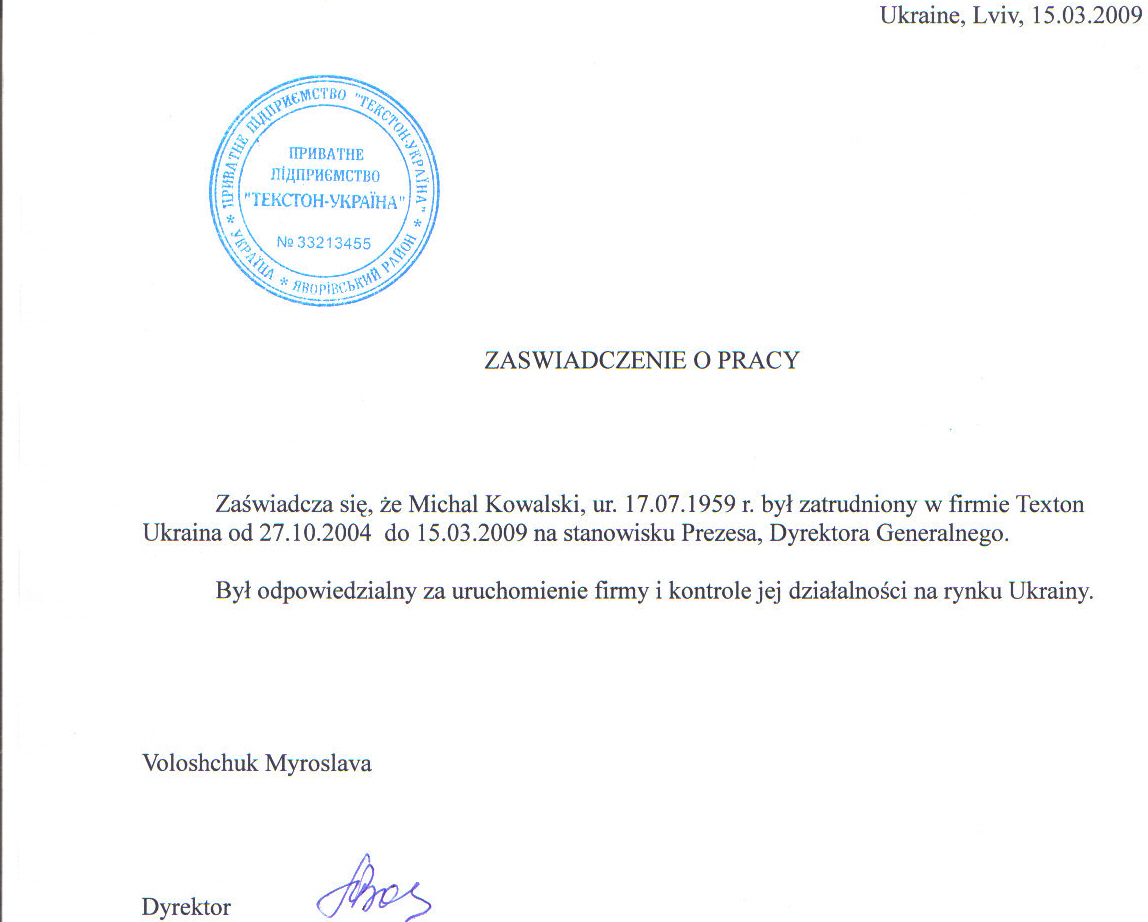 Ukraine, Lviv, 15.03.2009
ПРИВАТНЕ ПІДПРИЄМСТВО "ТЕКСТОН-УКРАЇНА"
* УКРАЇНА * ЯВОРІВСЬКИЙ РАЙОН *
ПРИВАТНЕ
ПІДПРИЄМСТВО
"ТЕКСТОН-УКРАЇНА"
№ 33213455
ZASWIADCZENIE O PRACY
Zaświadcza się, że Michal Kowalski, ur. 17.07.1959 r. był zatrudniony w firmie Texton
Ukraina od 27.10.2004 do 15.03.2009 na stanowisku Prezesa, Dyrektora Generalnego.
Był odpowiedzialny za uruchomienie firmy i kontrole jej działalności na rynku Ukrainy.
Voloshchuk Myroslava
Dyrektor